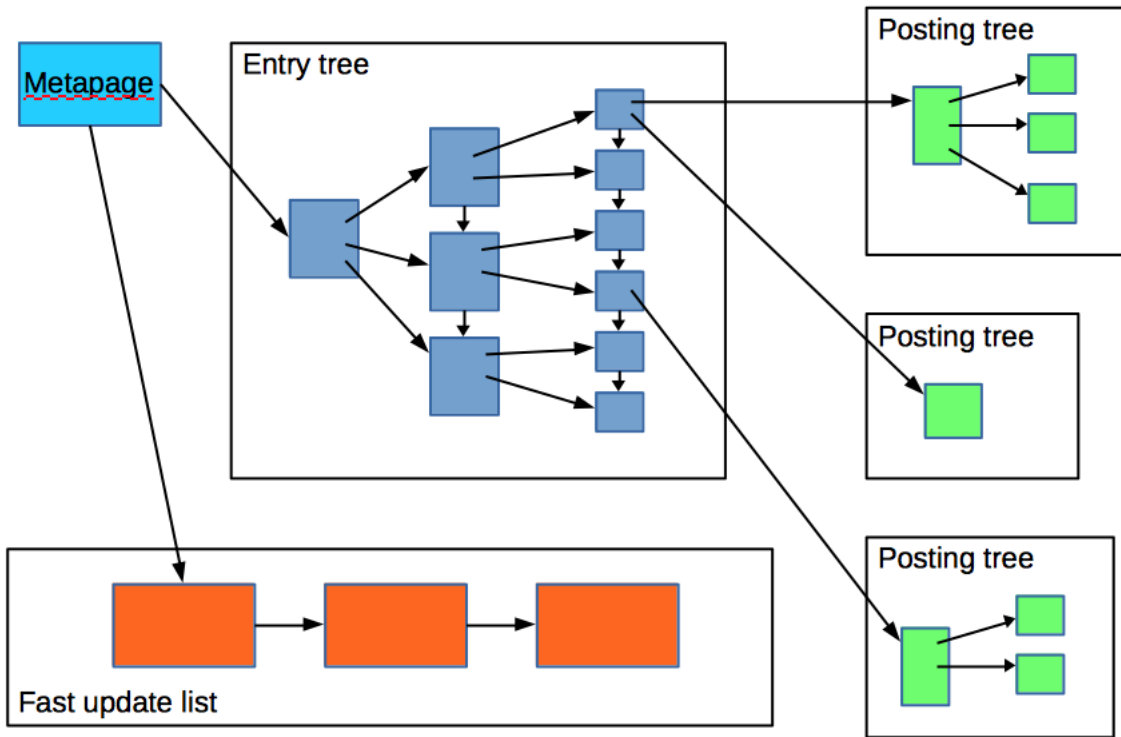 Metapage
Entry tree
Posting tree
Posting tree
Posting tree
Fast update list